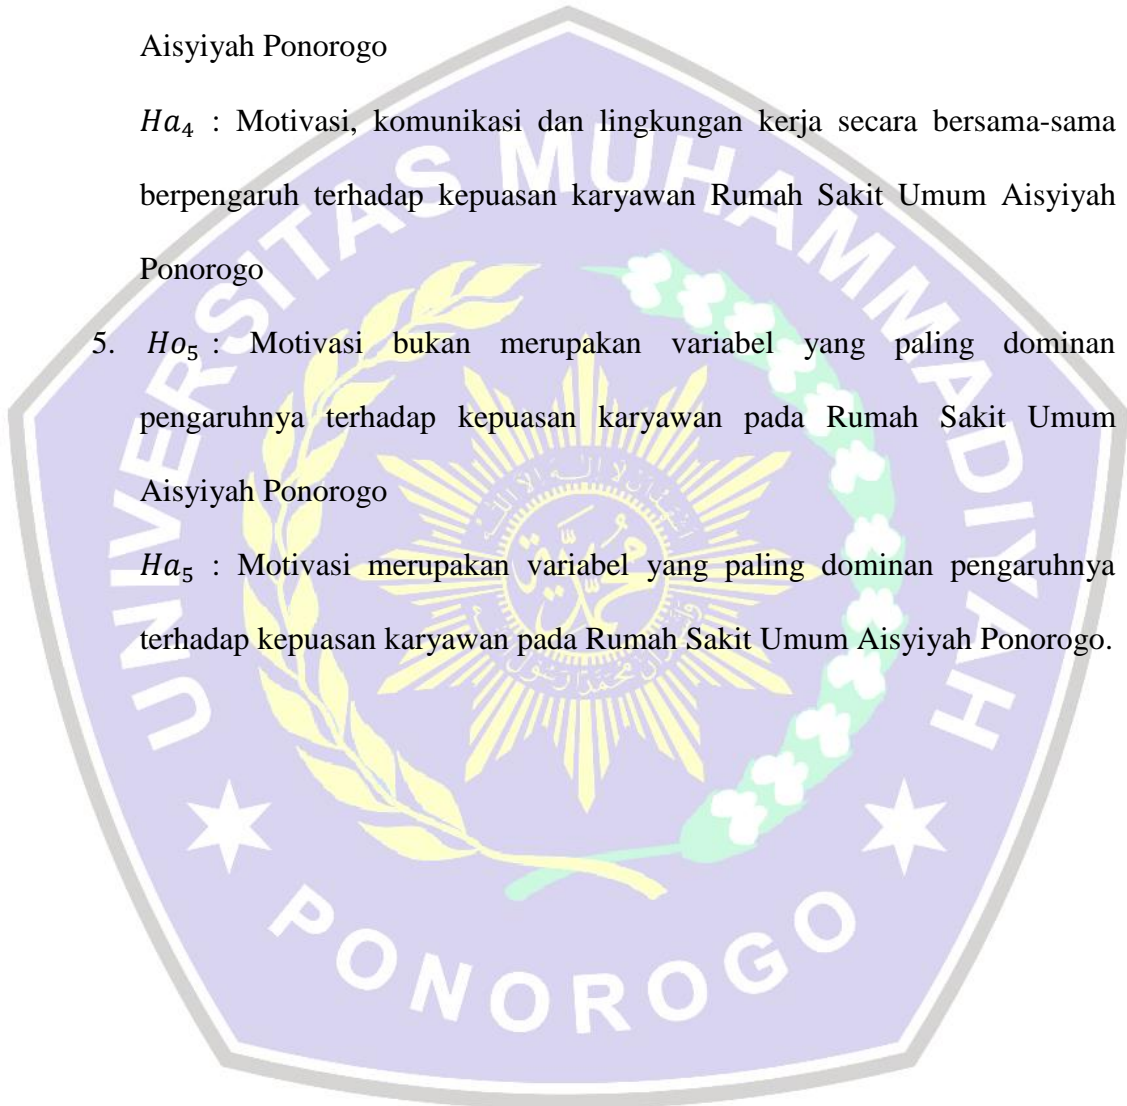 Aisyiyah Ponorogo
Ha₄ : Motivasi, komunikasi dan lingkungan kerja secara bersama-sama
berpengaruh terhadap kepuasan karyawan Rumah Sakit Umum Aisyiyah
Ponorogo
5. Ho₅ : Motivasi bukan merupakan variabel yang paling dominan
pengaruhnya terhadap kepuasan karyawan pada Rumah Sakit Umum
Aisyiyah Ponorogo
Ha₅ : Motivasi merupakan variabel yang paling dominan pengaruhnya
terhadap kepuasan karyawan pada Rumah Sakit Umum Aisyiyah Ponorogo.
UNIVERSITAS MUHAMMADIYAH
PONOROGO
محمدية